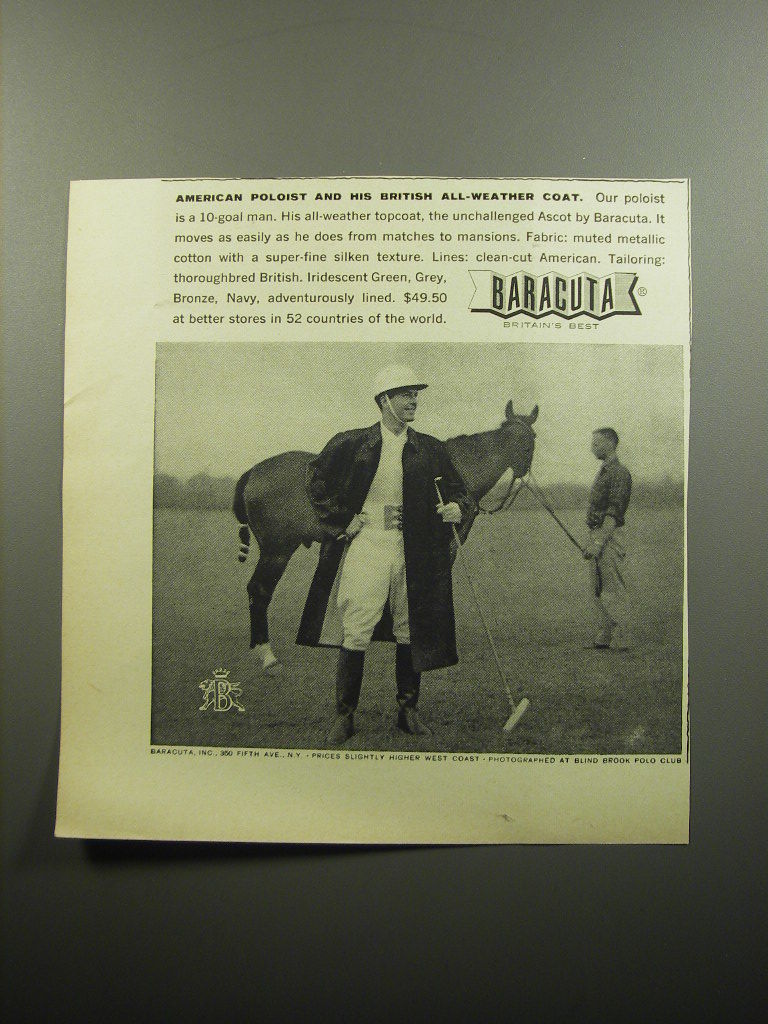 AMERICAN POLOIST AND HIS BRITISH ALL-WEATHER COAT. Our poloist
is a 10-goal man. His all-weather topcoat, the unchallenged Ascot by Baracuta. It
moves as easily as he does from matches to mansions. Fabric: muted metallic
cotton with a super-fine silken texture. Lines: clean-cut American. Tailoring:
thoroughbred British. Iridescent Green, Grey,
Bronze, Navy, adventurously lined. $49.50
at better stores in 52 countries of the world.
BARACUTA®
BRITAIN'S BEST
B
BARACUTA, INC., 350 FIFTH AVE., N.Y. · PRICES SLIGHTLY HIGHER WEST COAST · PHOTOGRAPHED AT BLIND BROOK POLO CLUB